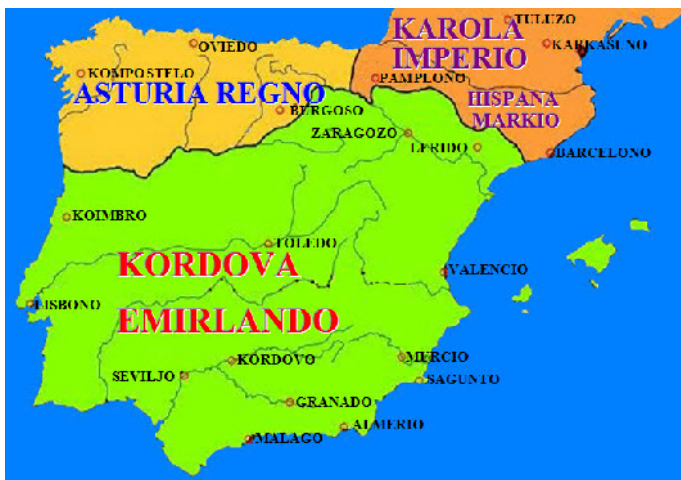 TULUZO
KAROLA
IMPERIO
KARKASUNO
OVIEDO
KOMPOSTELO
PAMPLONO
ASTURIA REGNO
HISPANA
MARKIO
BURGOSO
ZARAGOZO
LERIDO
BARCELONO
KOIMBRO
TOLEDO
KORDOVA
VALENCIO
LISBONO
EMIRLANDO
KORDOVO
MURCIO
SEVILJO
SAGUNTO
GRANADO
ALMERIO
MALAGO